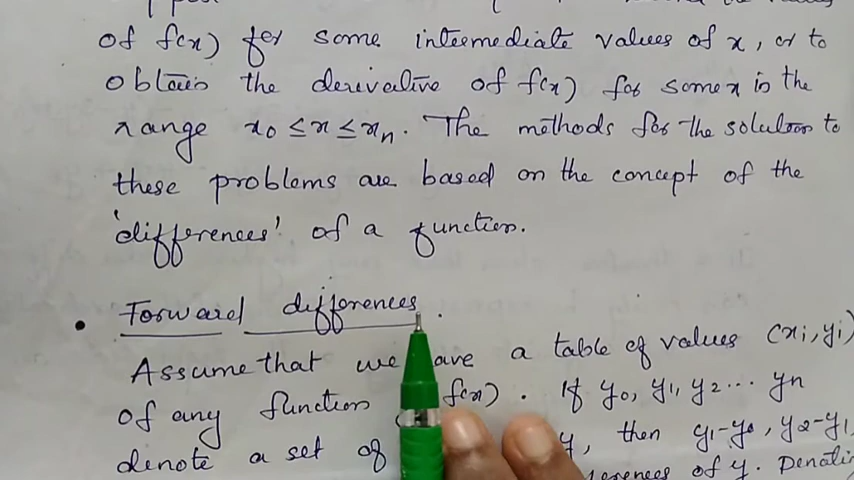 of f(x) for some intermediate values of x, or to
obtain the derivative of f(x) for some x in the
range x₀ ≤ x ≤ xₙ. The methods for the solution to
these problems are based on the concept of the
'differences' of a function.
• Forward differences.
Assume that we have a table of values (xᵢ, yᵢ)
of any function f(x). If y₀, y₁, y₂... yₙ
denote a set of y, then y₁-y₀, y₂-y₁,
of y. Denoting